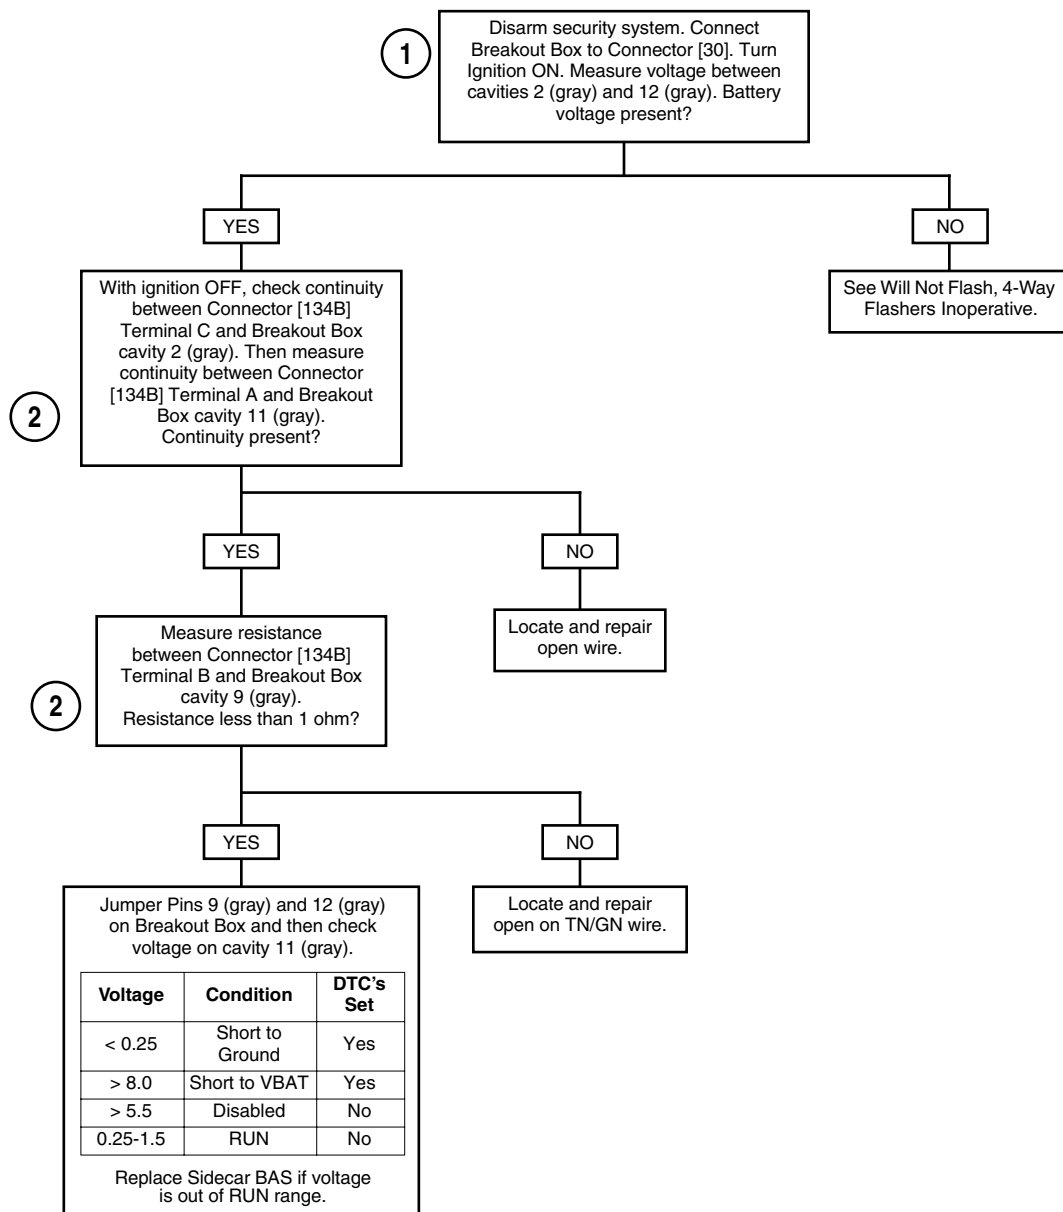 1
Disarm security system. Connect
Breakout Box to Connector [30]. Turn
Ignition ON. Measure voltage between
cavities 2 (gray) and 12 (gray). Battery
voltage present?
YES
NO
With ignition OFF, check continuity
between Connector [134B]
Terminal C and Breakout Box
cavity 2 (gray). Then measure
continuity between Connector
[134B] Terminal A and Breakout
Box cavity 11 (gray).
Continuity present?
See Will Not Flash, 4-Way
Flashers Inoperative.
2
YES
NO
Measure resistance
between Connector [134B]
Terminal B and Breakout Box
cavity 9 (gray).
Resistance less than 1 ohm?
Locate and repair
open wire.
2
YES
NO
Jumper Pins 9 (gray) and 12 (gray)
on Breakout Box and then check
voltage on cavity 11 (gray).
Locate and repair
open on TN/GN wire.
Voltage Condition DTC's Set
< 0.25 Short to Ground Yes
> 8.0 Short to VBAT Yes
> 5.5 Disabled No
0.25-1.5 RUN No
Replace Sidecar BAS if voltage
is out of RUN range.